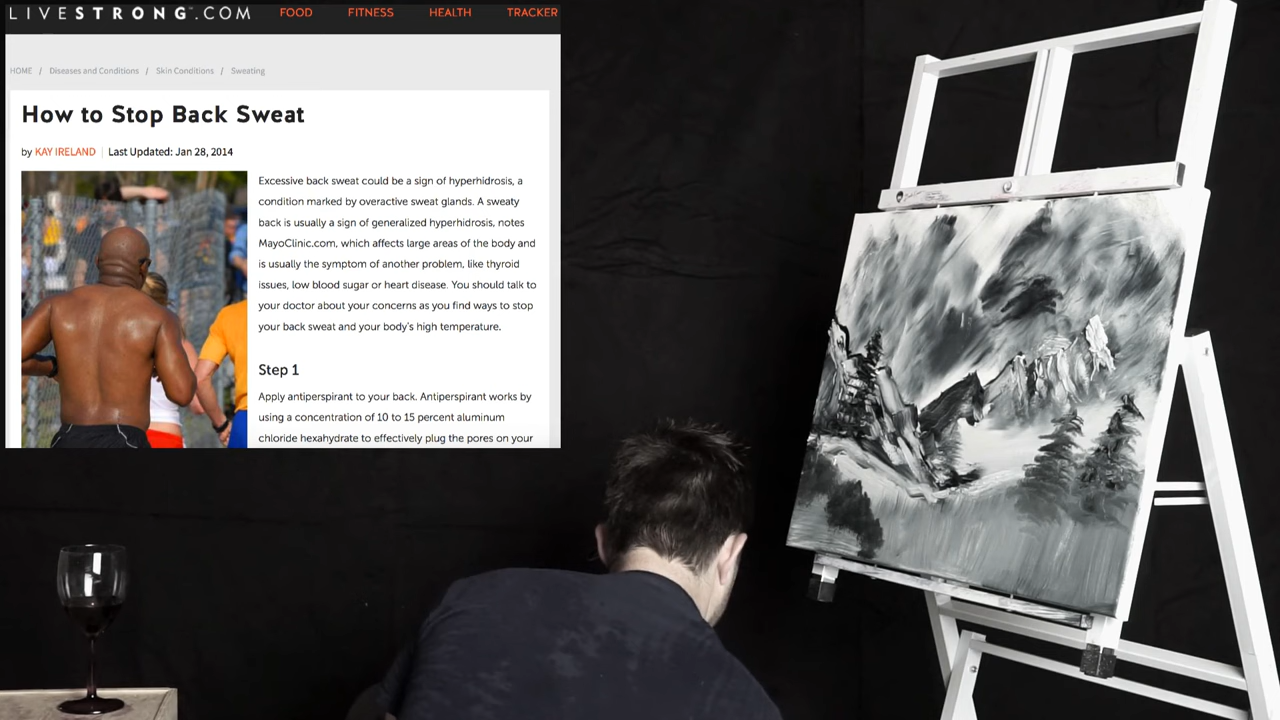 LIVESTRONG.COM
FOOD FITNESS HEALTH TRACKER
HOME / Diseases and Conditions / Skin Conditions / Sweating
How to Stop Back Sweat
by KAY IRELAND | Last Updated: Jan 28, 2014
Excessive back sweat could be a sign of hyperhidrosis, a
condition marked by overactive sweat glands. A sweaty
back is usually a sign of generalized hyperhidrosis, notes
MayoClinic.com, which affects large areas of the body and
is usually the symptom of another problem, like thyroid
issues, low blood sugar or heart disease. You should talk to
your doctor about your concerns as you find ways to stop
your back sweat and your body's high temperature.
Step 1
Apply antiperspirant to your back. Antiperspirant works by
using a concentration of 10 to 15 percent aluminum
chloride hexahydrate to effectively plug the pores on your